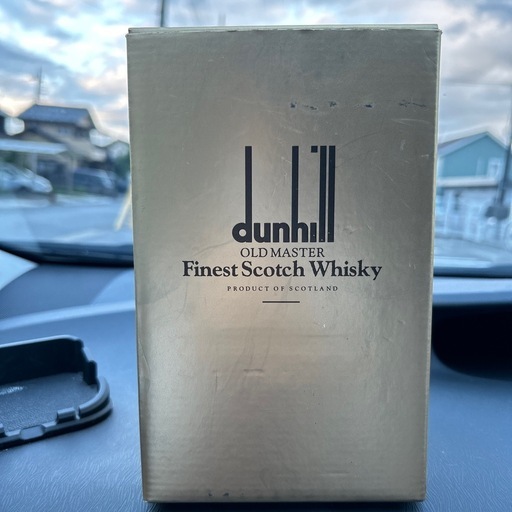 dunhill
OLD MASTER
Finest Scotch Whisky
PRODUCT OF SCOTLAND